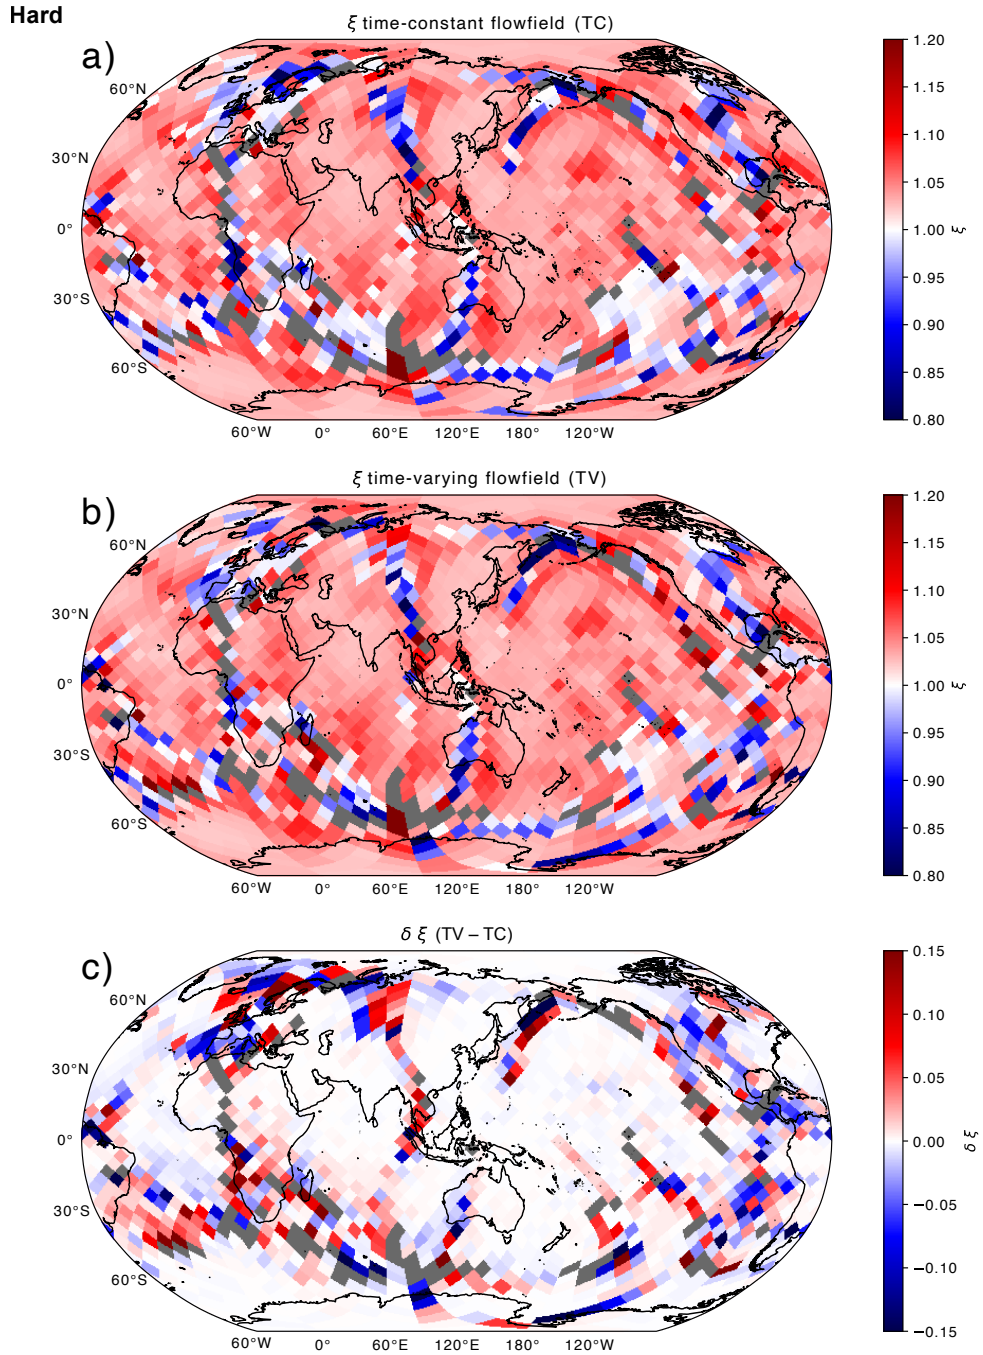 Hard
ξ time-constant flowfield (TC)
a)
60°N
30°N
0°
30°S
60°S
60°W 0° 60°E 120°E 180° 120°W
1.20
1.15
1.10
1.05
1.00
0.95
0.90
0.85
0.80
ξ
ξ time-varying flowfield (TV)
b)
60°N
30°N
0°
30°S
60°S
60°W 0° 60°E 120°E 180° 120°W
1.20
1.15
1.10
1.05
1.00
0.95
0.90
0.85
0.80
ξ
δ ξ (TV – TC)
c)
60°N
30°N
0°
30°S
60°S
60°W 0° 60°E 120°E 180° 120°W
0.15
0.10
0.05
0.00
−0.05
−0.10
−0.15
δ ξ